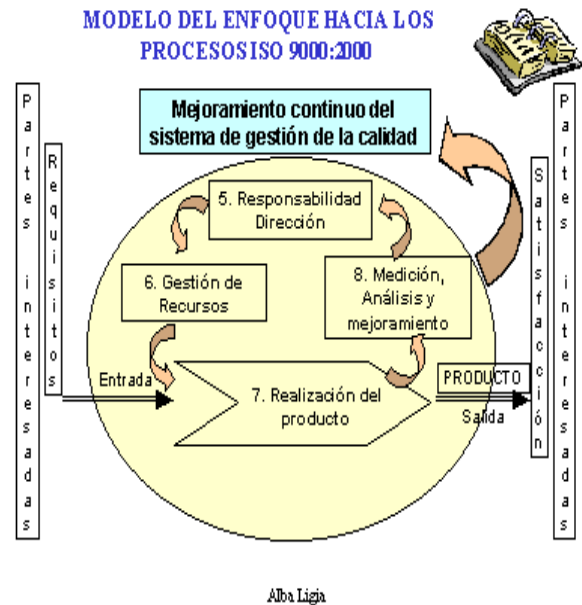 MODELO DEL ENFOQUE HACIA LOS
PROCESOS ISO 9000:2000
Partes interesadas
Requisitos
Mejoramiento continuo del
sistema de gestión de la calidad
5. Responsabilidad
Dirección
6. Gestión de
Recursos
8. Medición,
Análisis y
mejoramiento
Entrada
7. Realización del
producto
PRODUCTO
Salida
Satisfacción
Partes interesadas
Alba Ligia